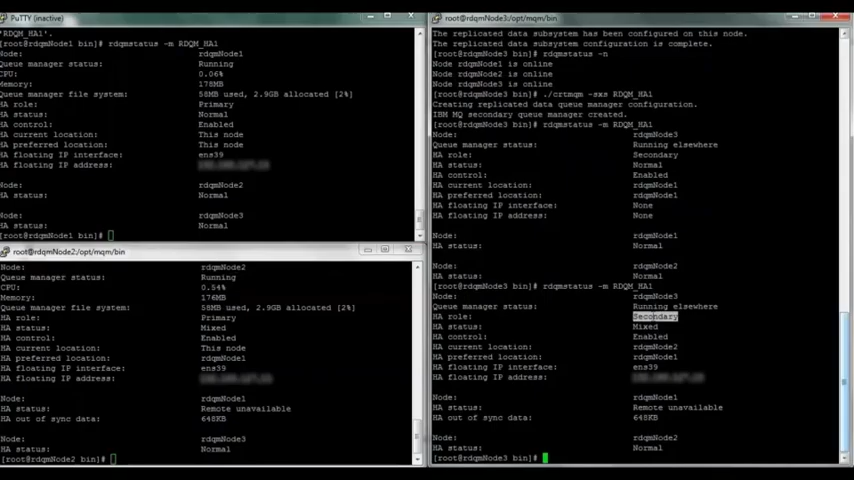 PuTTY (inactive)
'RDQM_HA1'.
[root@rdqmNode1 bin]# rdqmstatus -m RDQM_HA1
Node: rdqmNode1
Queue manager status: Running
CPU: 0.06%
Memory: 178MB
Queue manager file system: 58MB used, 2.9GB allocated [2%]
HA role: Primary
HA status: Normal
HA control: Enabled
HA current location: This node
HA preferred location: This node
HA floating IP interface: ens39
HA floating IP address:
Node: rdqmNode2
HA status: Normal
Node: rdqmNode3
HA status: Normal
[root@rdqmNode1 bin]#
root@rdqmNode2:/opt/mqm/bin
Node: rdqmNode2
Queue manager status: Running
CPU: 0.54%
Memory: 176MB
Queue manager file system: 58MB used, 2.9GB allocated [2%]
HA role: Primary
HA status: Mixed
HA control: Enabled
HA current location: This node
HA preferred location: rdqmNode1
HA floating IP interface: ens39
HA floating IP address:
Node: rdqmNode1
HA status: Remote unavailable
HA out of sync data: 648KB
Node: rdqmNode3
HA status: Normal
[root@rdqmNode2 bin]#
root@rdqmNode3:/opt/mqm/bin
The replicated data subsystem has been configured on this node.
The replicated data subsystem configuration is complete.
[root@rdqmNode3 bin]# rdqmstatus -n
Node rdqmNode1 is online
Node rdqmNode2 is online
Node rdqmNode3 is online
[root@rdqmNode3 bin]# ./crtmqm -sxs RDQM_HA1
Creating replicated data queue manager configuration.
IBM MQ secondary queue manager created.
[root@rdqmNode3 bin]# rdqmstatus -m RDQM_HA1
Node: rdqmNode3
Queue manager status: Running elsewhere
HA role: Secondary
HA status: Normal
HA control: Enabled
HA current location: rdqmNode1
HA preferred location: rdqmNode1
HA floating IP interface: None
HA floating IP address: None
Node: rdqmNode1
HA status: Normal
Node: rdqmNode2
HA status: Normal
[root@rdqmNode3 bin]# rdqmstatus -m RDQM_HA1
Node: rdqmNode3
Queue manager status: Running elsewhere
HA role: Secondary
HA status: Mixed
HA control: Enabled
HA current location: rdqmNode2
HA preferred location: rdqmNode1
HA floating IP interface: ens39
HA floating IP address:
Node: rdqmNode1
HA status: Remote unavailable
HA out of sync data: 648KB
Node: rdqmNode2
HA status: Normal
[root@rdqmNode3 bin]#